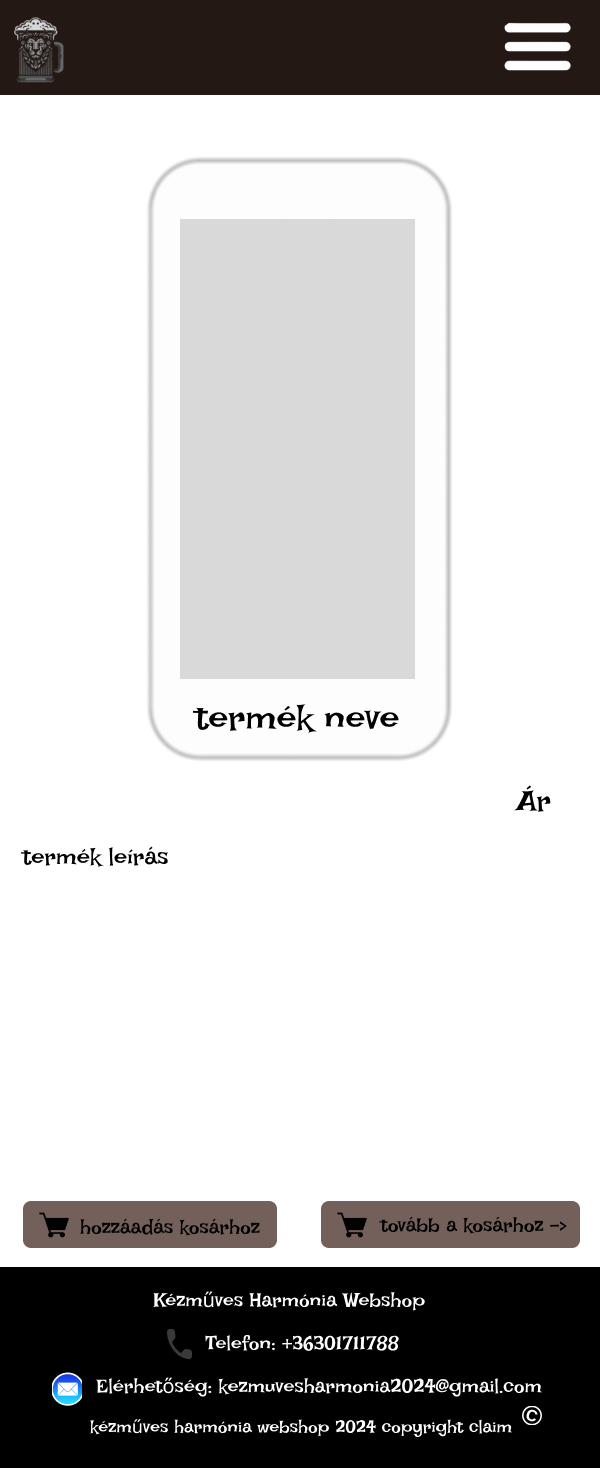 termék neve
Ár
termék leírás
hozzáadás kosárhoz
tovább a kosárhoz ->
Kézműves Harmónia Webshop
Telefon: +36301711788
Elérhetőség: kezmuvesharmonia2024@gmail.com
kézműves harmónia webshop 2024 copyright claim ©